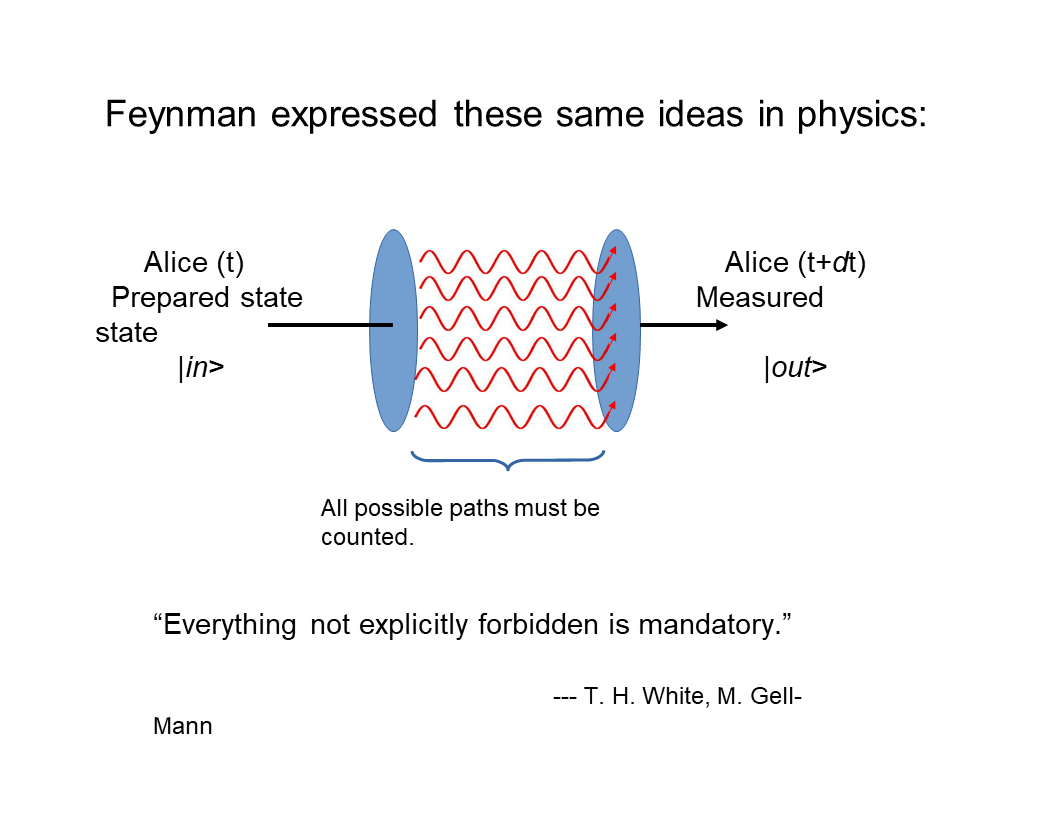 Feynman expressed these same ideas in physics:
Alice (t)
Prepared state
state
|in>
Alice (t+dt)
Measured
|out>
All possible paths must be
counted.
“Everything not explicitly forbidden is mandatory.”
--- T. H. White, M. Gell-
Mann